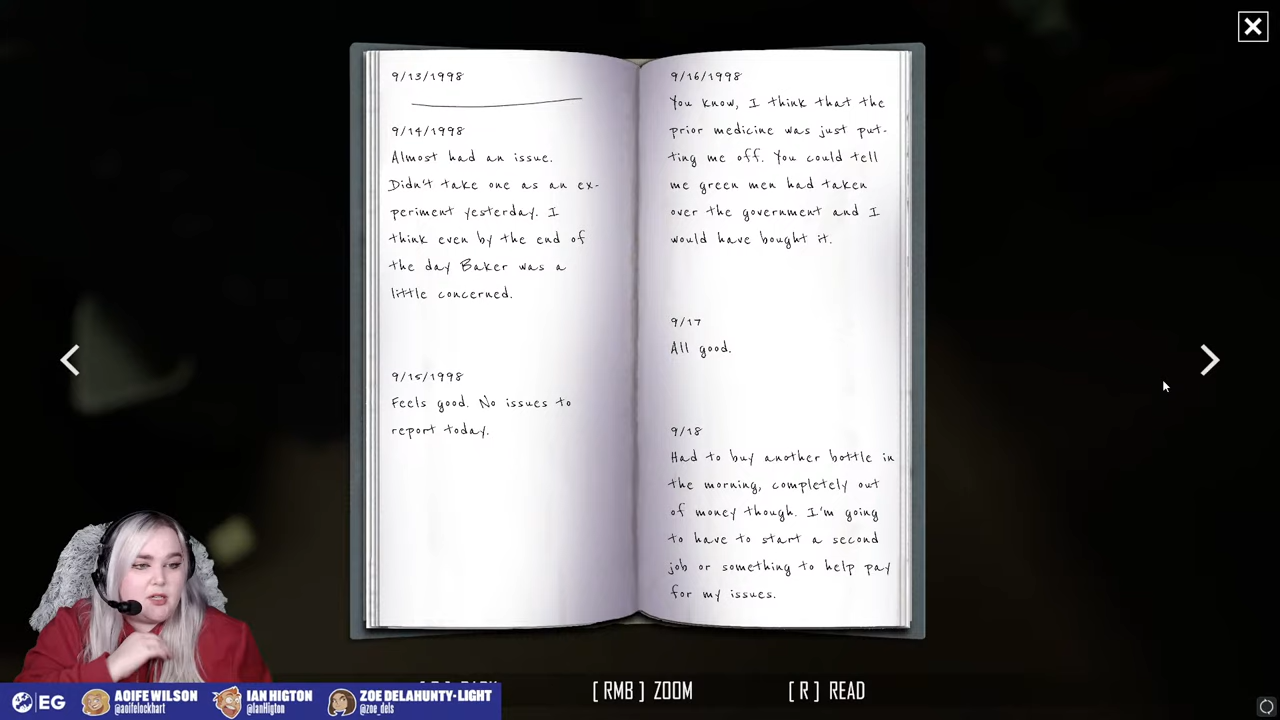 9/13/1998
9/14/1998
Almost had an issue.
Didn't take one as an ex-
periment yesterday. I
think even by the end of
the day Baker was a
little concerned.
9/15/1998
Feels good. No issues to
report today.
9/16/1998
You know, I think that the
prior medicine was just put-
ting me off. You could tell
me green men had taken
over the government and I
would have bought it.
9/17
All good.
9/18
Had to buy another bottle in
the morning, completely out
of money though. I'm going
to have to start a second
job or something to help pay
for my issues.
[ RMB ] ZOOM
[ R ] READ
EG
AOIFE WILSON
@aoifelockhart
IAN HIGTON
@IanHigton
ZOE DELAHUNTY-LIGHT
@zoe_dels